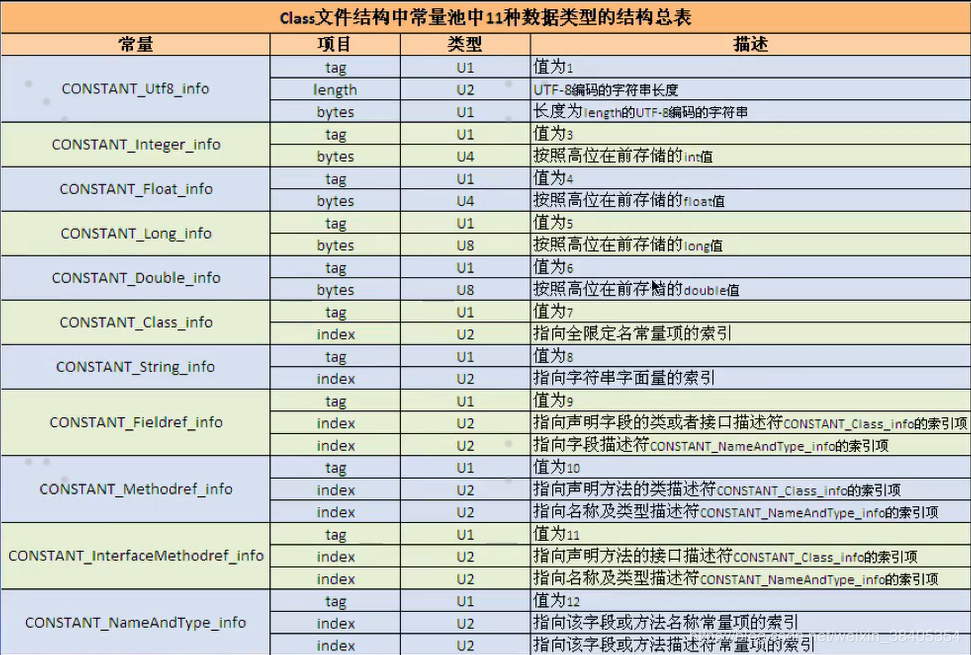 Class文件结构中常量池中11种数据类型的结构总表
常量 项目 类型 描述
CONSTANT_Utf8_info tag U1 值为1
length U2 UTF-8编码的字符串长度
bytes U1 长度为length的UTF-8编码的字符串
CONSTANT_Integer_info tag U1 值为3
bytes U4 按照高位在前存储的int值
CONSTANT_Float_info tag U1 值为4
bytes U4 按照高位在前存储的float值
CONSTANT_Long_info tag U1 值为5
bytes U8 按照高位在前存储的long值
CONSTANT_Double_info tag U1 值为6
bytes U8 按照高位在前存储的double值
CONSTANT_Class_info tag U1 值为7
index U2 指向全限定名常量项的索引
CONSTANT_String_info tag U1 值为8
index U2 指向字符串字面量的索引
CONSTANT_Fieldref_info tag U1 值为9
index U2 指向声明字段的类或者接口描述符CONSTANT_Class_info的索引项
index U2 指向字段描述符CONSTANT_NameAndType_info的索引项
CONSTANT_Methodref_info tag U1 值为10
index U2 指向声明方法的类描述符CONSTANT_Class_info的索引项
index U2 指向名称及类型描述符CONSTANT_NameAndType_info的索引项
CONSTANT_InterfaceMethodref_info tag U1 值为11
index U2 指向声明方法的接口描述符CONSTANT_Class_info的索引项
index U2 指向名称及类型描述符CONSTANT_NameAndType_info的索引项
CONSTANT_NameAndType_info tag U1 值为12
index U2 指向该字段或方法名称常量项的索引
index U2 指向该字段或方法描述符常量项的索引
https://blog.csdn.net/weixin_38405354